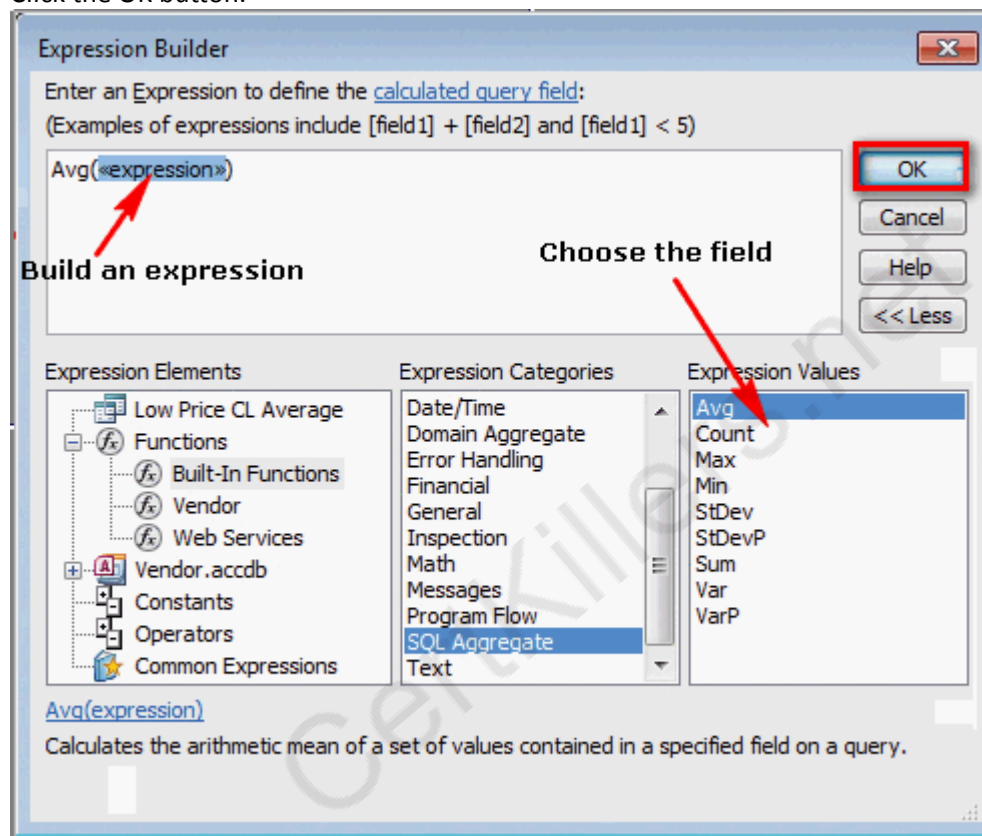 Click the OK button.
Expression Builder
Enter an Expression to define the calculated query field:
(Examples of expressions include [field1] + [field2] and [field1] < 5)
Avg(«expression»)
OK
Cancel
Build an expression
Choose the field
Help
<< Less
Expression Elements
Low Price CL Average
Functions
Built-In Functions
Vendor
Web Services
Vendor.accdb
Constants
Operators
Common Expressions
Expression Categories
Date/Time
Domain Aggregate
Error Handling
Financial
General
Inspection
Math
Messages
Program Flow
SQL Aggregate
Text
Expression Values
Avg
Count
Max
Min
StDev
StDevP
Sum
Var
VarP
Avg(expression)
Calculates the arithmetic mean of a set of values contained in a specified field on a query.
CertKillers.net